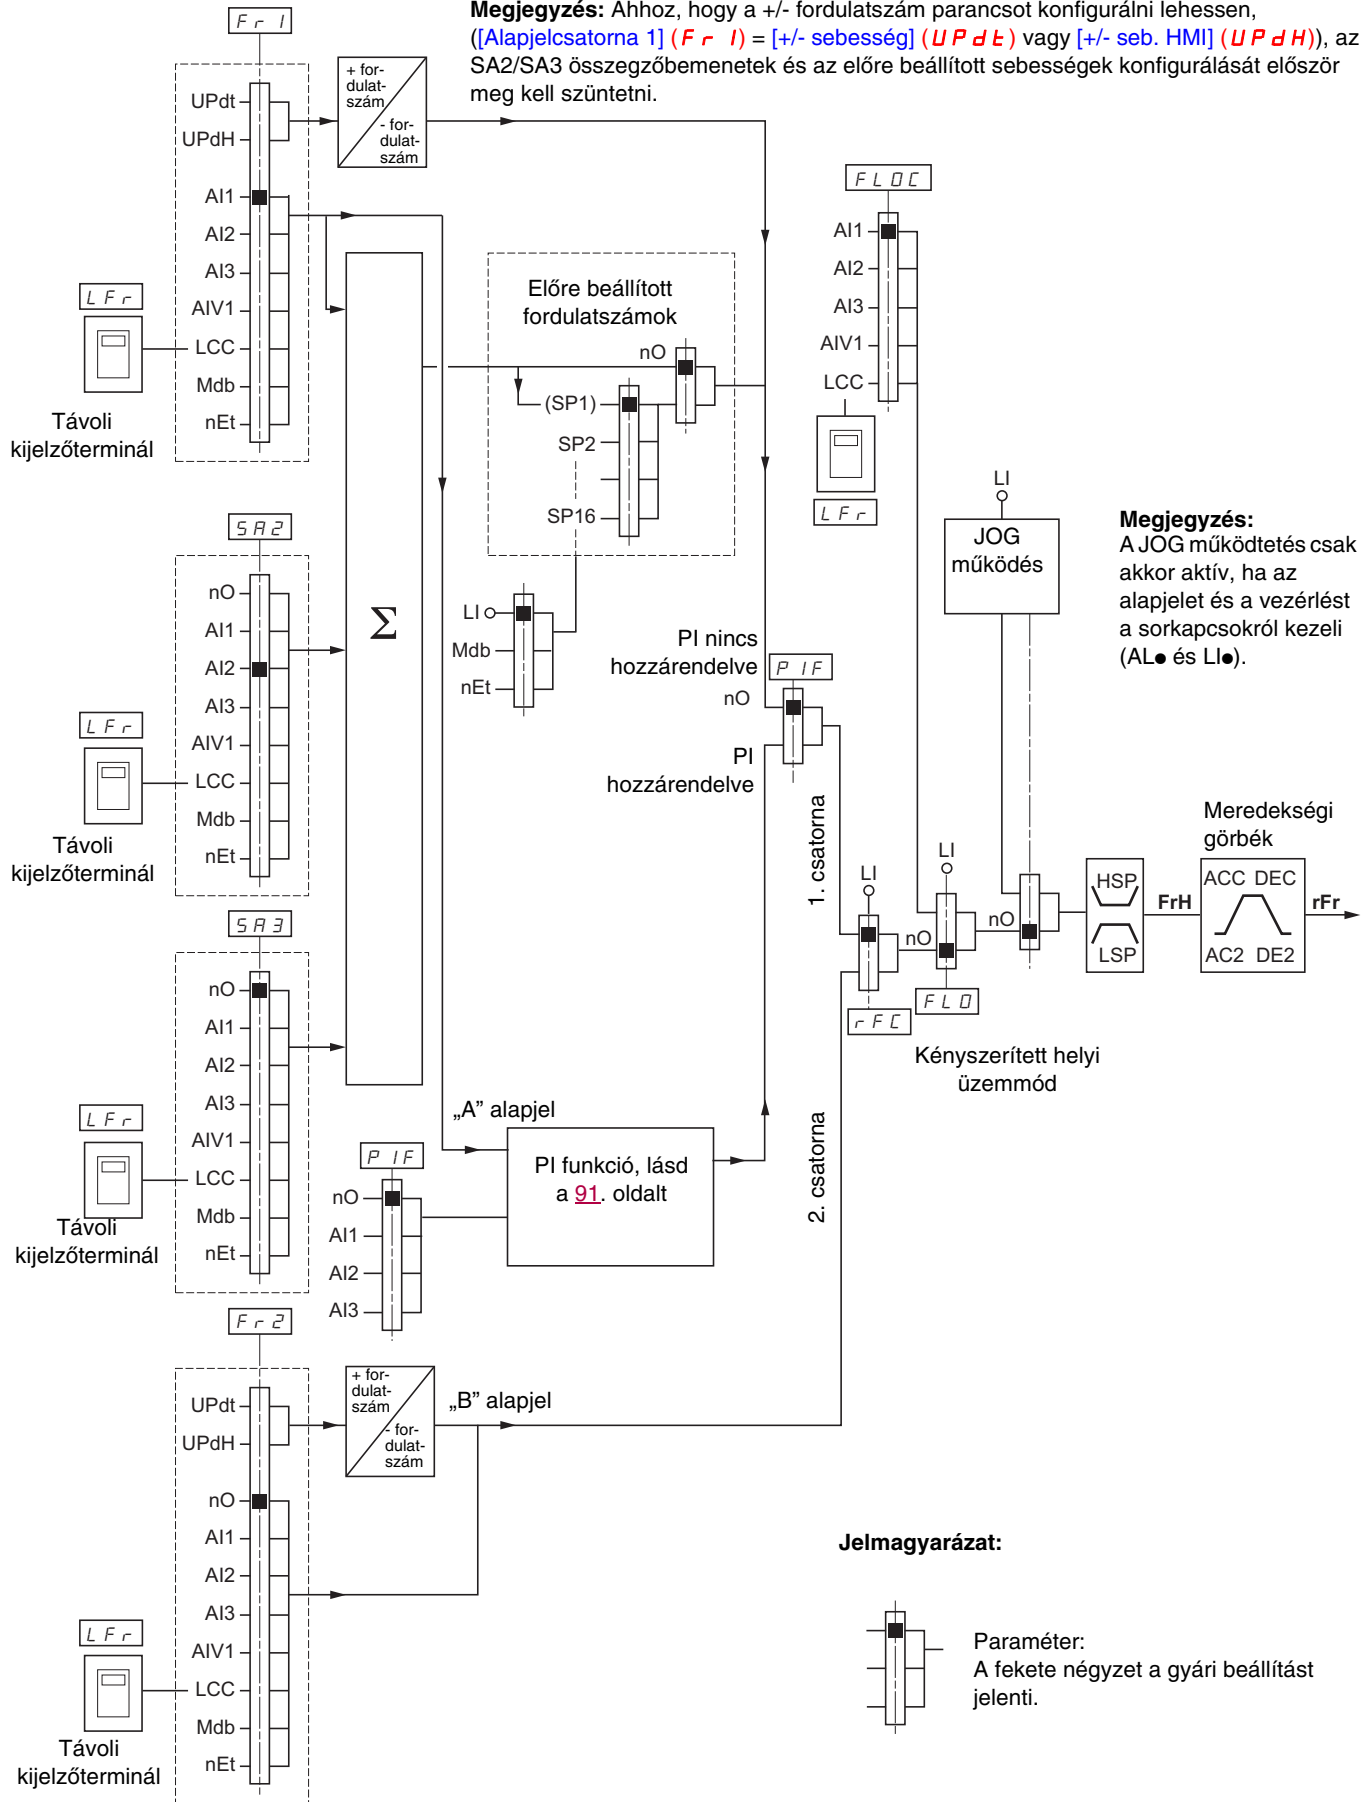 Megjegyzés: Ahhoz, hogy a +/- fordulatszám parancsot konfigurálni lehessen,
([Alapjelcsatorna 1] (Fr1) = [+/- sebesség] (UPdt) vagy [+/- seb. HMI] (UPdH)), az
SA2/SA3 összegzőbemenetek és az előre beállított sebességek konfigurálását először
meg kell szüntetni.
Fr1
UPdt
UPdH
AI1
AI2
AI3
AIV1
LCC
Mdb
nEt
LFr
Távoli
kijelzőterminál
+ for-
dulat-
szám
- for-
dulat-
szám
Előre beállított
fordulatszámok
nO
(SP1)
SP2
SP16
LI
Mdb
nEt
FLOC
AI1
AI2
AI3
AIV1
LCC
LFr
LI
JOG
működés
Megjegyzés:
A JOG működtetés csak
akkor aktív, ha az
alapjelet és a vezérlést
a sorkapcsokról kezeli
(AL● és LI●).
SA2
nO
AI1
AI2
AI3
AIV1
LCC
Mdb
nEt
LFr
Távoli
kijelzőterminál
Σ
PI nincs
hozzárendelve
PIF
nO
PI
hozzárendelve
1. csatorna
LI
nO
rFC
LI
nO
FLO
Kényszerített helyi
üzemmód
HSP
LSP
FrH
Meredekségi
görbék
ACC DEC
AC2 DE2
rFr
SA3
nO
AI1
AI2
AI3
AIV1
LCC
Mdb
nEt
LFr
Távoli
kijelzőterminál
„A” alapjel
PIF
nO
AI1
AI2
AI3
PI funkció, lásd
a 91. oldalt
2. csatorna
Fr2
UPdt
UPdH
nO
AI1
AI2
AI3
AIV1
LCC
Mdb
nEt
LFr
Távoli
kijelzőterminál
+ for-
dulat-
szám
- for-
dulat-
szám
„B” alapjel
Jelmagyarázat:
Paraméter:
A fekete négyzet a gyári beállítást
jelenti.